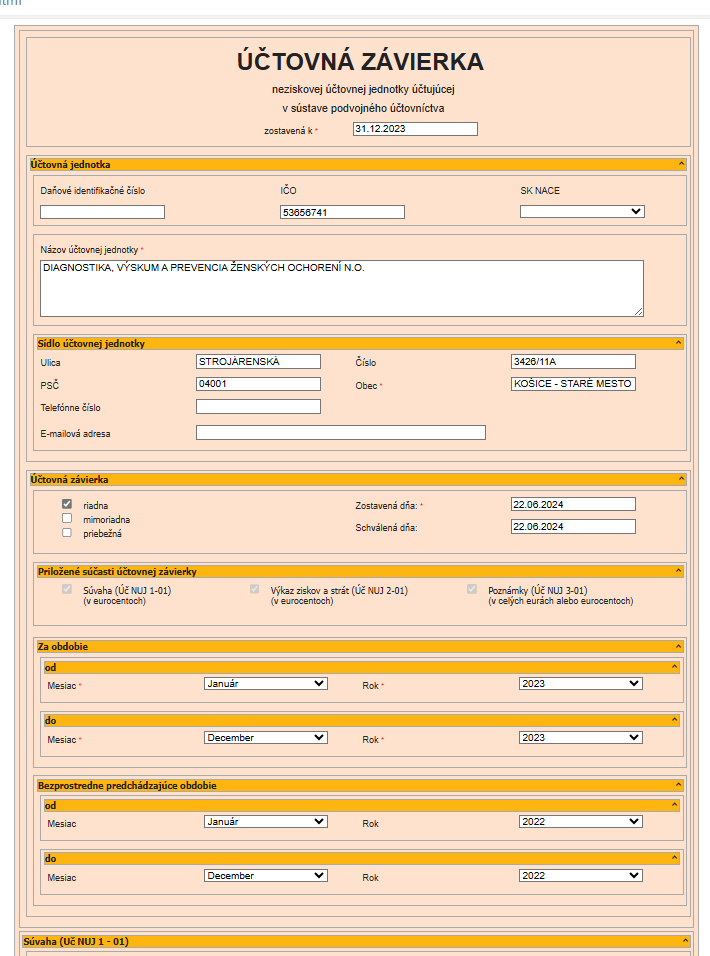 ÚČTOVNÁ ZÁVIERKA
neziskovej účtovnej jednotky účtujúcej
v sústave podvojného účtovníctva
zostavená k * 31.12.2023
Účtovná jednotka
Daňové identifikačné číslo IČO SK NACE
53656741
Názov účtovnej jednotky *
DIAGNOSTIKA, VÝSKUM A PREVENCIA ŽENSKÝCH OCHORENÍ N.O.
Sídlo účtovnej jednotky
Ulica STROJÁRENSKÁ Číslo 3426/11A
PSČ 04001 Obec * KOŠICE - STARÉ MESTO
Telefónne číslo
E-mailová adresa
Účtovná závierka
riadna Zostavená dňa: * 22.06.2024
mimoriadna
priebežná Schválená dňa: 22.06.2024
Priložené súčasti účtovnej závierky
Súvaha (Úč NUJ 1-01) Výkaz ziskov a strát (Úč NUJ 2-01) Poznámky (Úč NUJ 3-01)
(v eurocentoch) (v eurocentoch) (v celých eurách alebo eurocentoch)
Za obdobie
od
Mesiac * Január Rok * 2023
do
Mesiac * December Rok * 2023
Bezprostredne predchádzajúce obdobie
od
Mesiac Január Rok 2022
do
Mesiac December Rok 2022
Súvaha (Úč NUJ 1 - 01)